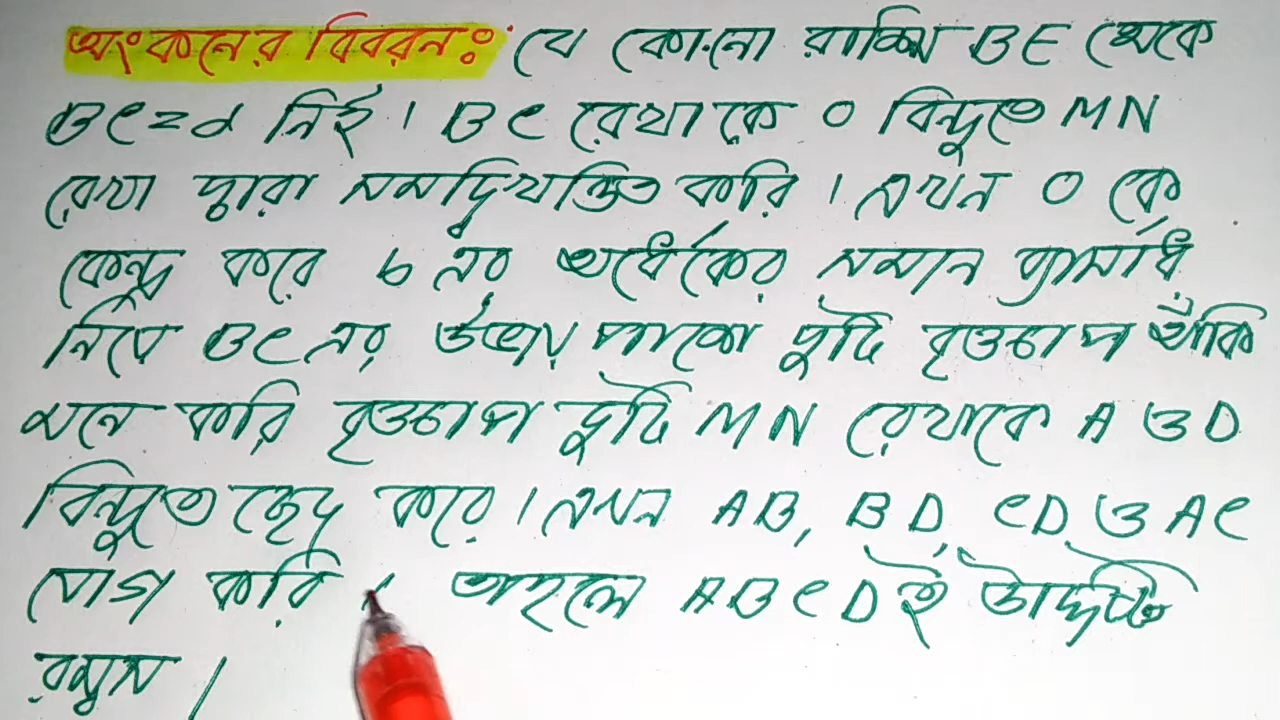 অংকনের বিবরনঃ যে কোনো রাশ্মি BE থেকে
BC=a নিই। BC রেখাকে O বিন্দুতে MN
রেখা দ্বারা সমদ্বিখন্ডিত করি। এখন O কে
কেন্দ্র করে b এর অর্ধেকের সমান ব্যাসার্ধ
নিয়ে BC এর উভয় পাশে দুটি বৃত্তচাপ আঁকি
মনে করি বৃত্তচাপ দুটি MN রেখাকে A ও D
বিন্দুতে ছেদ করে। এখন AB, BD, CD ও AC
যোগ করি। তাহলে ABCD ই উদ্দিষ্ট
রম্বস।